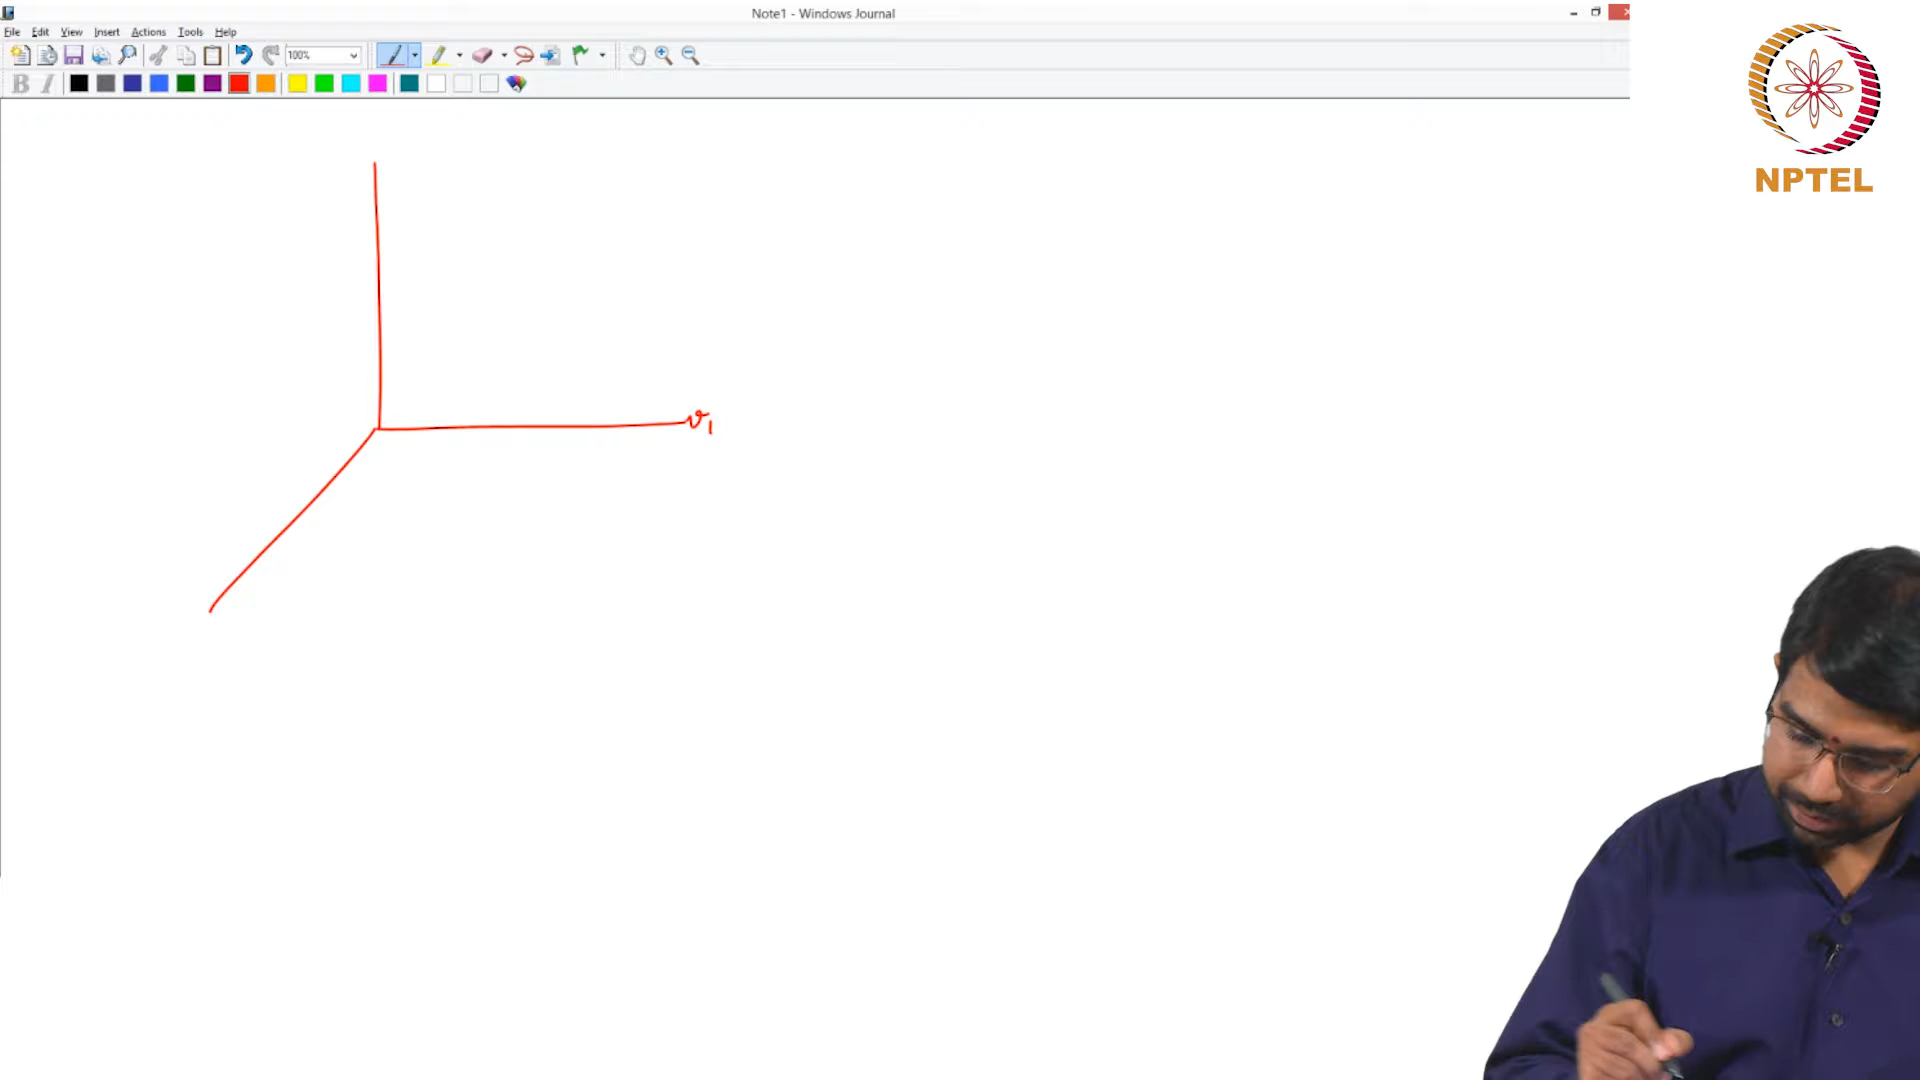 Note1 - Windows Journal
File Edit View Insert Actions Tools Help
100%
B I
NPTEL
v1